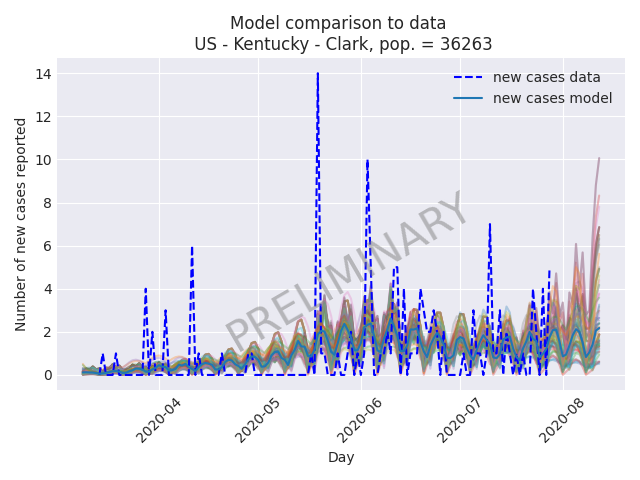 Model comparison to data
US - Kentucky - Clark, pop. = 36263
14
12
10
8
6
4
2
0
Number of new cases reported
new cases data
new cases model
PRELIMINARY
2020-04
2020-05
2020-06
2020-07
2020-08
Day